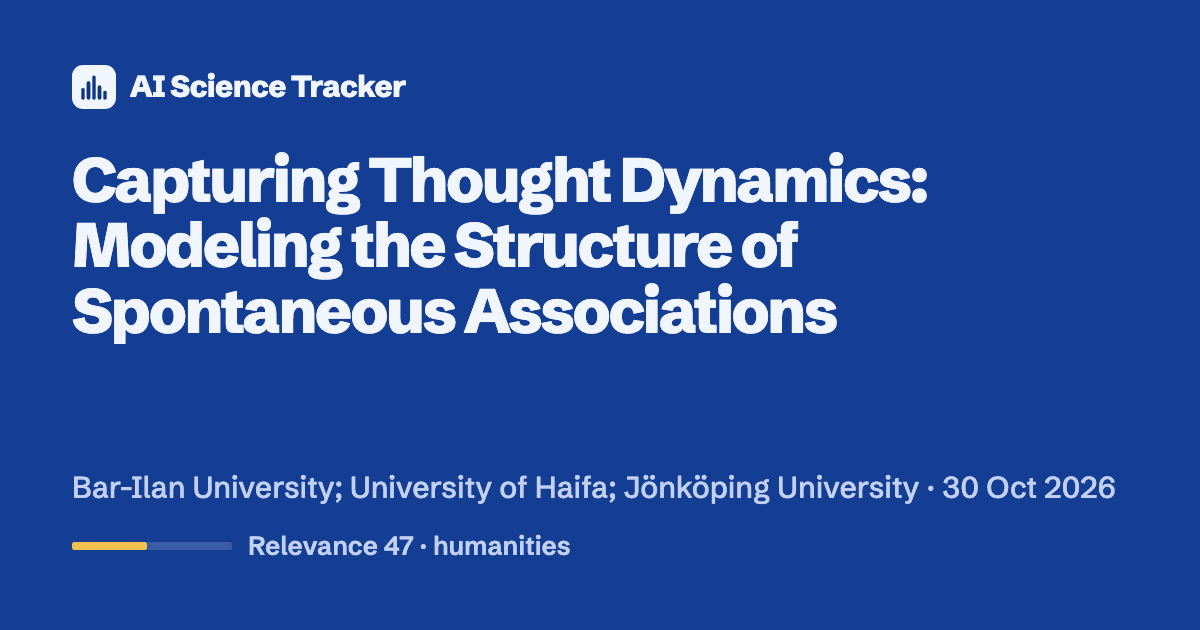 AI Science Tracker
Capturing Thought Dynamics:
Modeling the Structure of
Spontaneous Associations
Bar-Ilan University; University of Haifa; Jönköping University · 30 Oct 2026
Relevance 47 · humanities